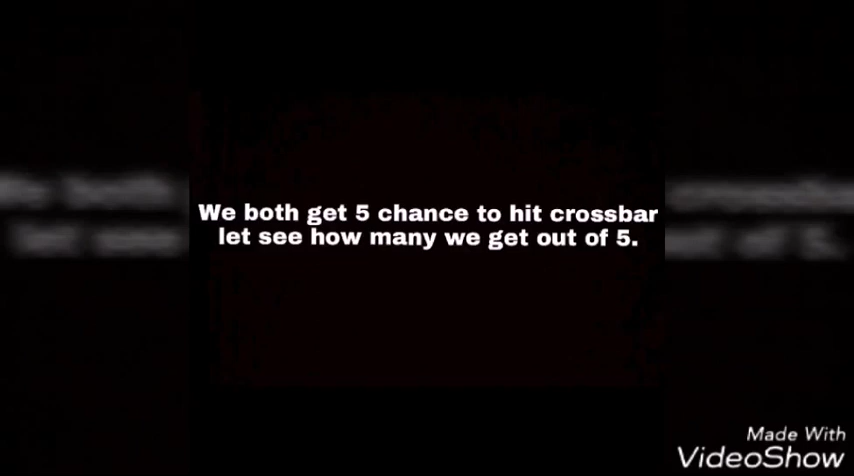 We both get 5 chance to hit crossbar
let see how many we get out of 5.
Made With
VideoShow